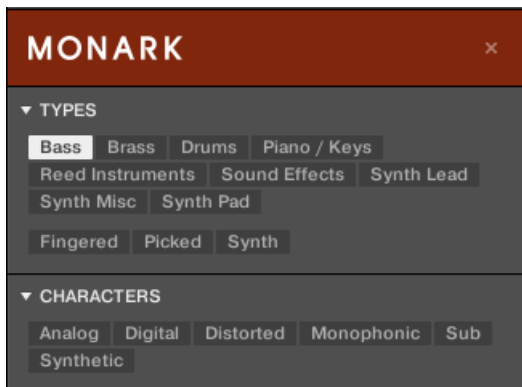 MONARK ×
TYPES
Bass Brass Drums Piano / Keys
Reed Instruments Sound Effects Synth Lead
Synth Misc Synth Pad
Fingered Picked Synth
CHARACTERS
Analog Digital Distorted Monophonic Sub
Synthetic